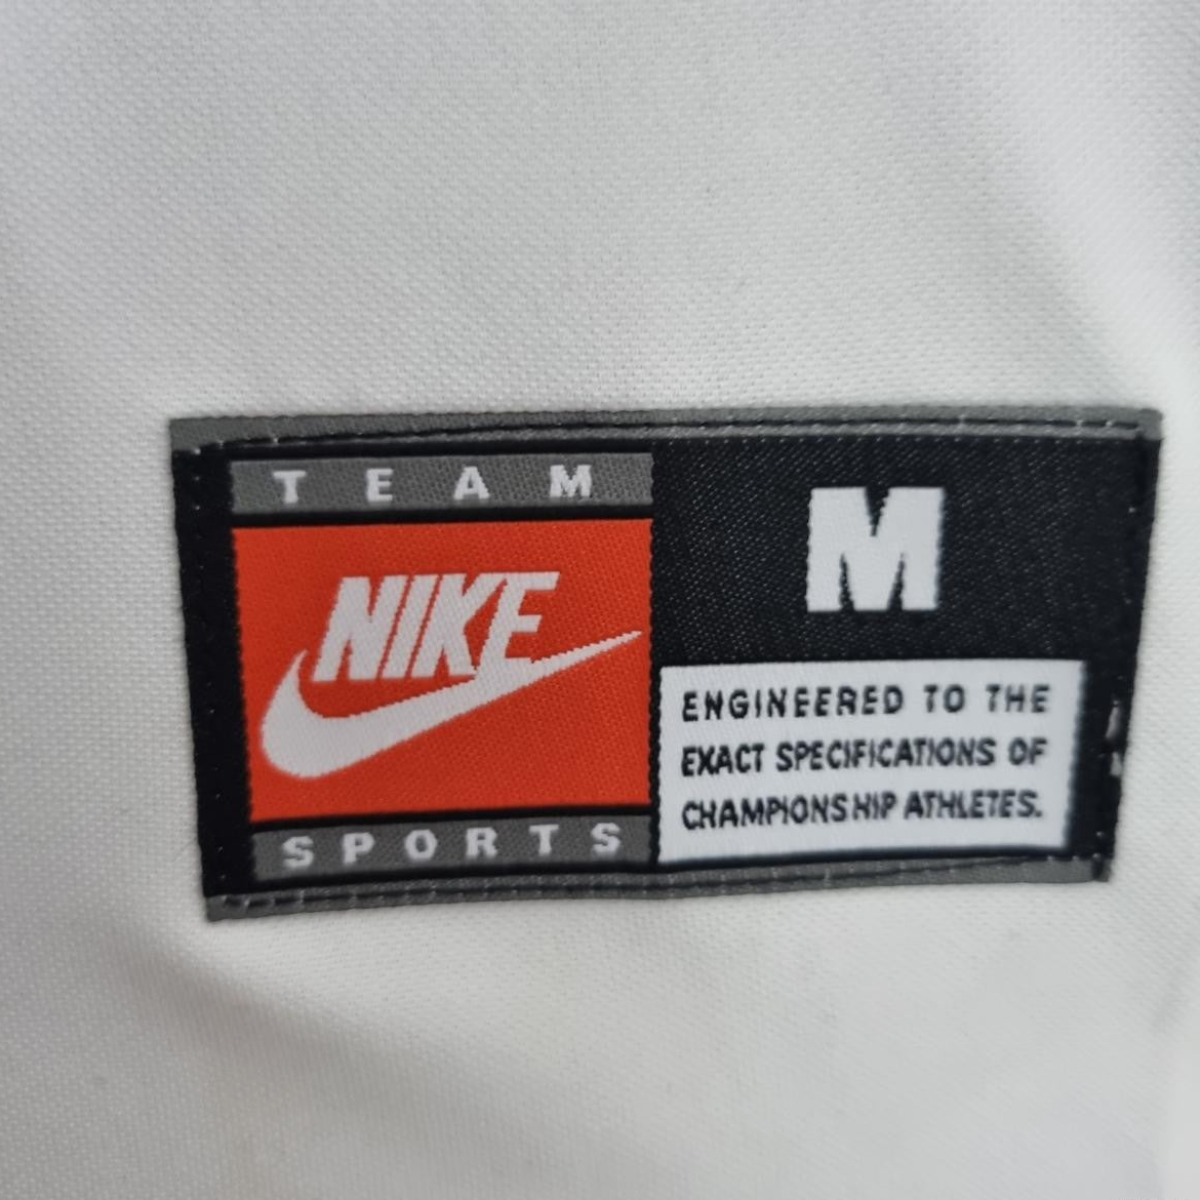 TEAM
NIKE
SPORTS
M
ENGINEERED TO THE
EXACT SPECIFICATIONS OF
CHAMPIONSHIP ATHLETES.